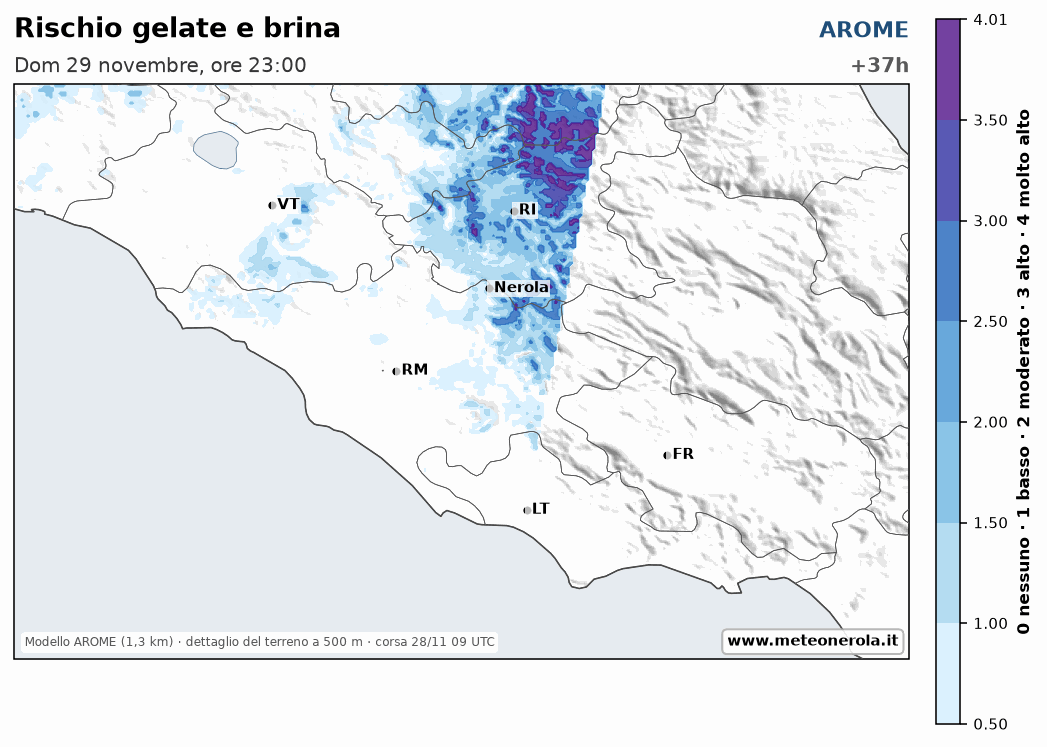 Rischio gelate e brina
AROME
Dom 29 novembre, ore 23:00
+37h
VT
RI
Nerola
RM
FR
LT
Modello AROME (1,3 km) · dettaglio del terreno a 500 m · corsa 28/11 09 UTC
www.meteonerola.it
4.01
3.50
3.00
2.50
2.00
1.50
1.00
0.50
0 nessuno · 1 basso · 2 moderato · 3 alto · 4 molto alto